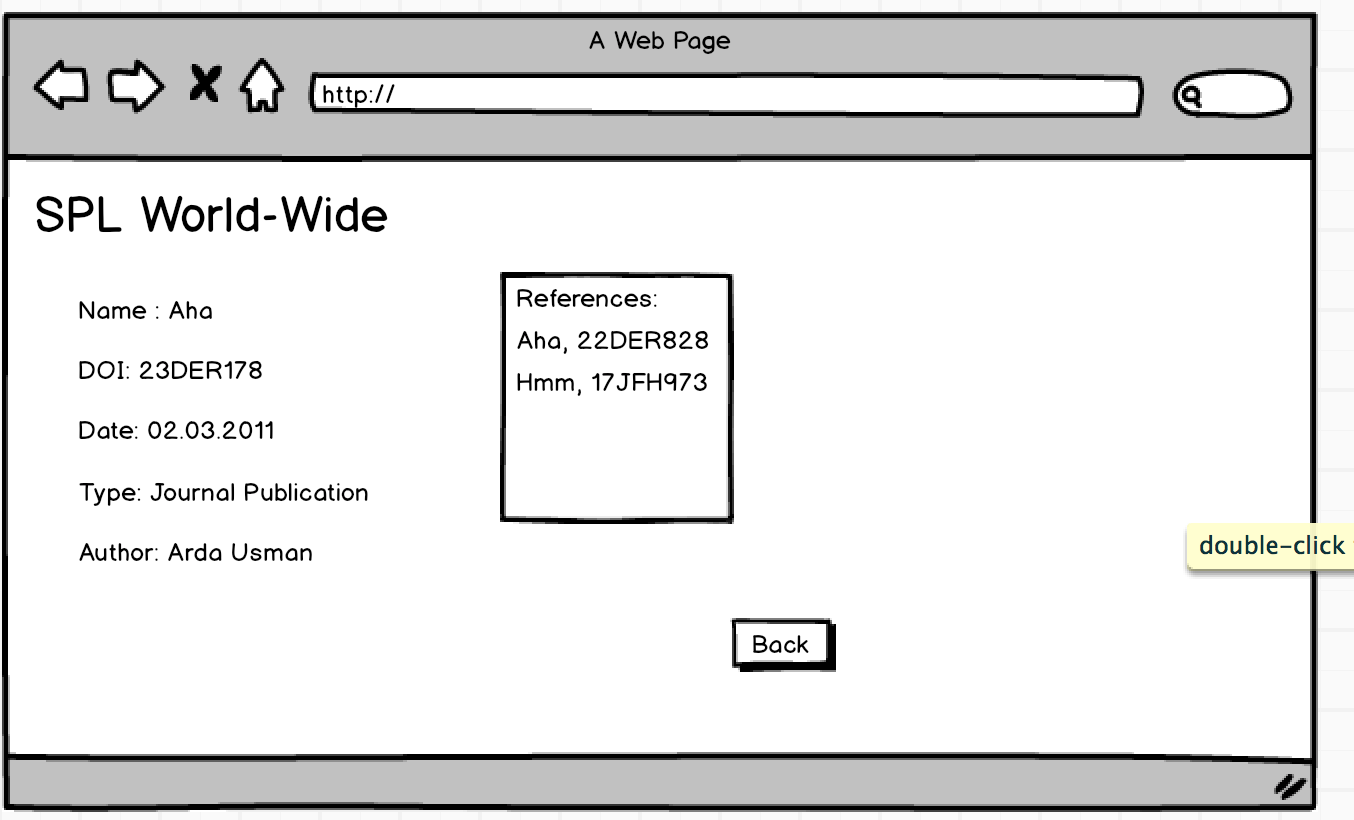 A Web Page
http://
SPL World-Wide
Name : Aha
DOI: 23DER178
Date: 02.03.2011
Type: Journal Publication
Author: Arda Usman
References:
Aha, 22DER828
Hmm, 17JFH973
double-click
Back